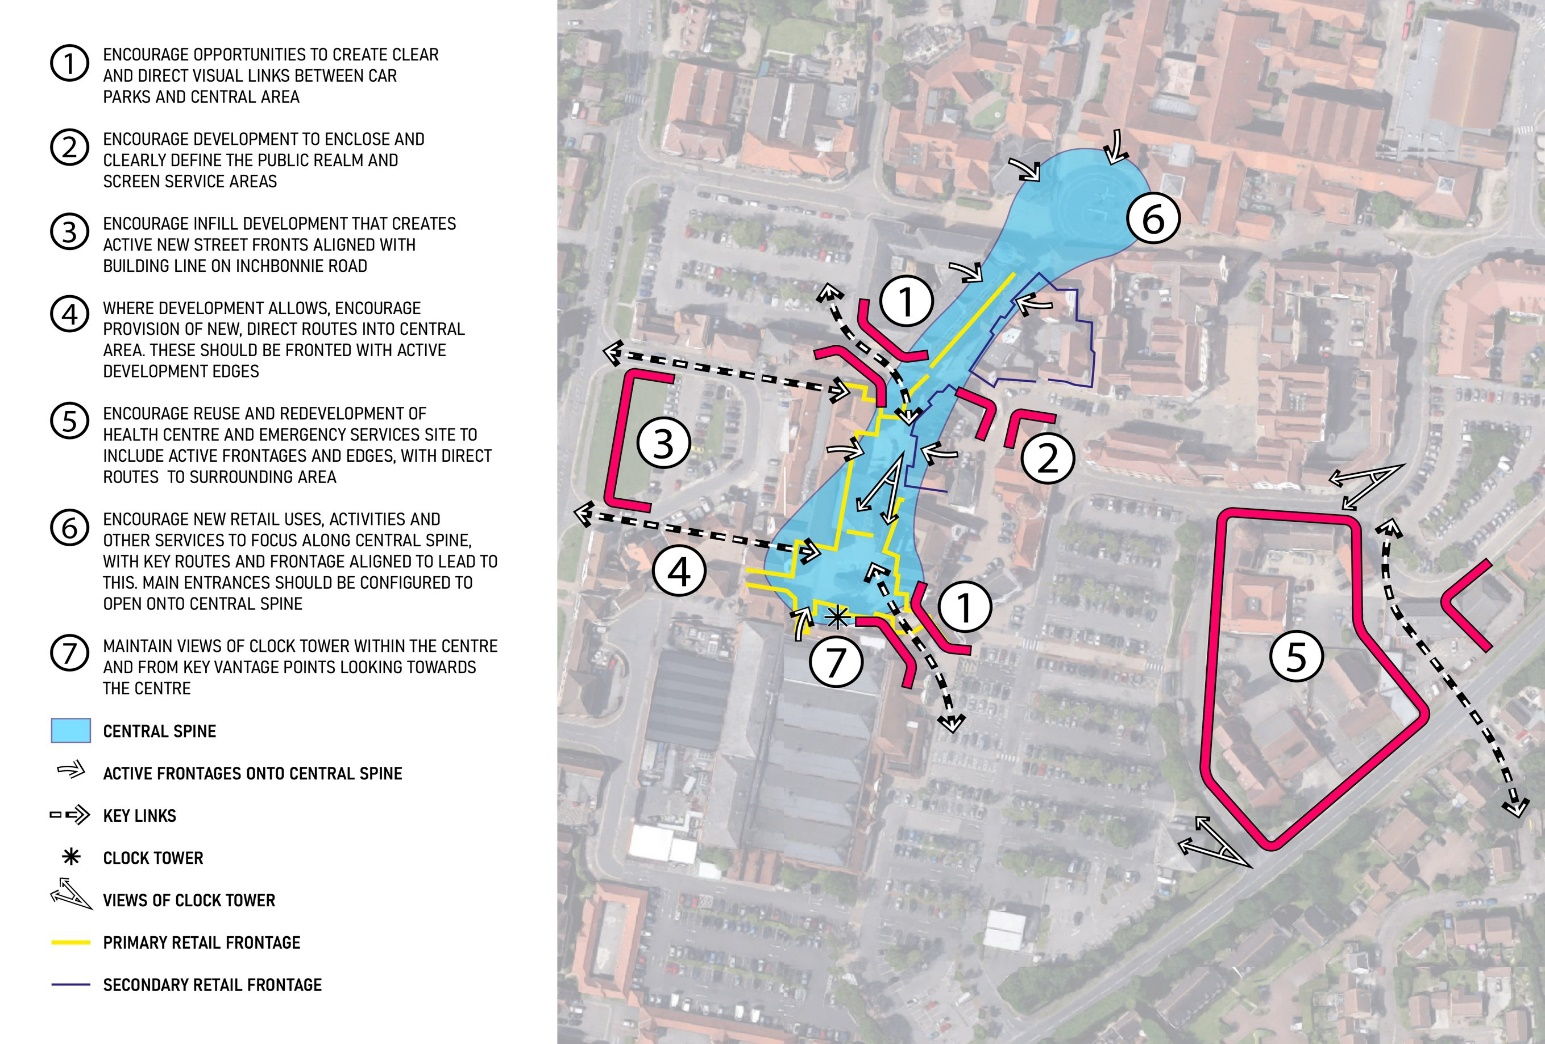 1
ENCOURAGE OPPORTUNITIES TO CREATE CLEAR
AND DIRECT VISUAL LINKS BETWEEN CAR
PARKS AND CENTRAL AREA
2
ENCOURAGE DEVELOPMENT TO ENCLOSE AND
CLEARLY DEFINE THE PUBLIC REALM AND
SCREEN SERVICE AREAS
3
ENCOURAGE INFILL DEVELOPMENT THAT CREATES
ACTIVE NEW STREET FRONTS ALIGNED WITH
BUILDING LINE ON INCHBONNIE ROAD
4
WHERE DEVELOPMENT ALLOWS, ENCOURAGE
PROVISION OF NEW, DIRECT ROUTES INTO CENTRAL
AREA. THESE SHOULD BE FRONTED WITH ACTIVE
DEVELOPMENT EDGES
5
ENCOURAGE REUSE AND REDEVELOPMENT OF
HEALTH CENTRE AND EMERGENCY SERVICES SITE TO
INCLUDE ACTIVE FRONTAGES AND EDGES, WITH DIRECT
ROUTES TO SURROUNDING AREA
6
ENCOURAGE NEW RETAIL USES, ACTIVITIES AND
OTHER SERVICES TO FOCUS ALONG CENTRAL SPINE,
WITH KEY ROUTES AND FRONTAGE ALIGNED TO LEAD TO
THIS. MAIN ENTRANCES SHOULD BE CONFIGURED TO
OPEN ONTO CENTRAL SPINE
7
MAINTAIN VIEWS OF CLOCK TOWER WITHIN THE CENTRE
AND FROM KEY VANTAGE POINTS LOOKING TOWARDS
THE CENTRE
CENTRAL SPINE
ACTIVE FRONTAGES ONTO CENTRAL SPINE
KEY LINKS
CLOCK TOWER
VIEWS OF CLOCK TOWER
PRIMARY RETAIL FRONTAGE
SECONDARY RETAIL FRONTAGE
6
1
3
2
4
1
7
5